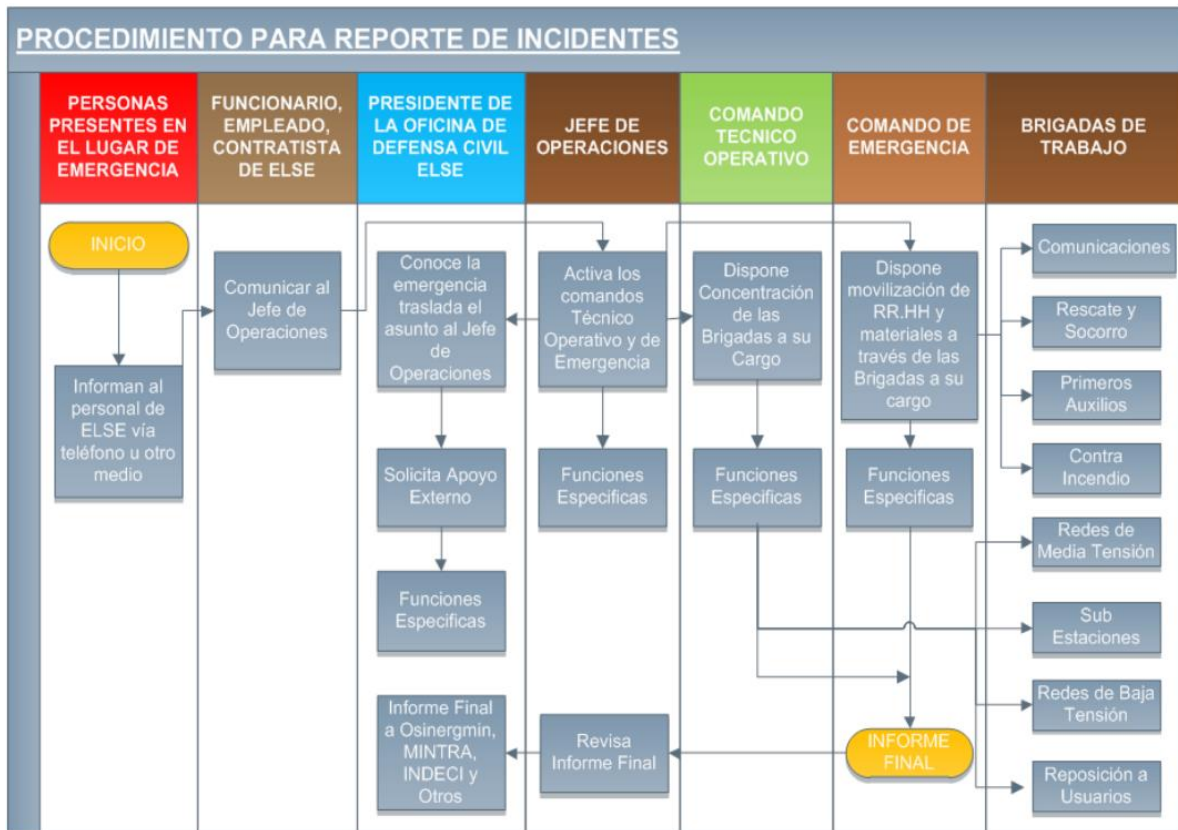 PROCEDIMIENTO PARA REPORTE DE INCIDENTES
PERSONAS
PRESENTES EN
EL LUGAR DE
EMERGENCIA
FUNCIONARIO,
EMPLEADO,
CONTRATISTA
DE ELSE
PRESIDENTE DE
LA OFICINA DE
DEFENSA CIVIL
ELSE
JEFE DE
OPERACIONES
COMANDO
TECNICO
OPERATIVO
COMANDO DE
EMERGENCIA
BRIGADAS DE
TRABAJO
INICIO
Informan al
personal de
ELSE vía
teléfono u otro
medio
Comunicar al
Jefe de
Operaciones
Conoce la
emergencia
traslada el
asunto al Jefe
de
Operaciones
Solicita Apoyo
Externo
Funciones
Especificas
Informe Final
a Osinergmin,
MINTRA,
INDECI y
Otros
Activa los
comandos
Técnico
Operativo y de
Emergencia
Funciones
Especificas
Revisa
Informe Final
Dispone
Concentración
de las
Brigadas a su
Cargo
Funciones
Especificas
Dispone
movilización de
RR.HH y
materiales a
través de las
Brigadas a su
cargo
Funciones
Especificas
INFORME
FINAL
Comunicaciones
Rescate y
Socorro
Primeros
Auxilios
Contra
Incendio
Redes de
Media Tensión
Sub
Estaciones
Redes de Baja
Tensión
Reposición a
Usuarios